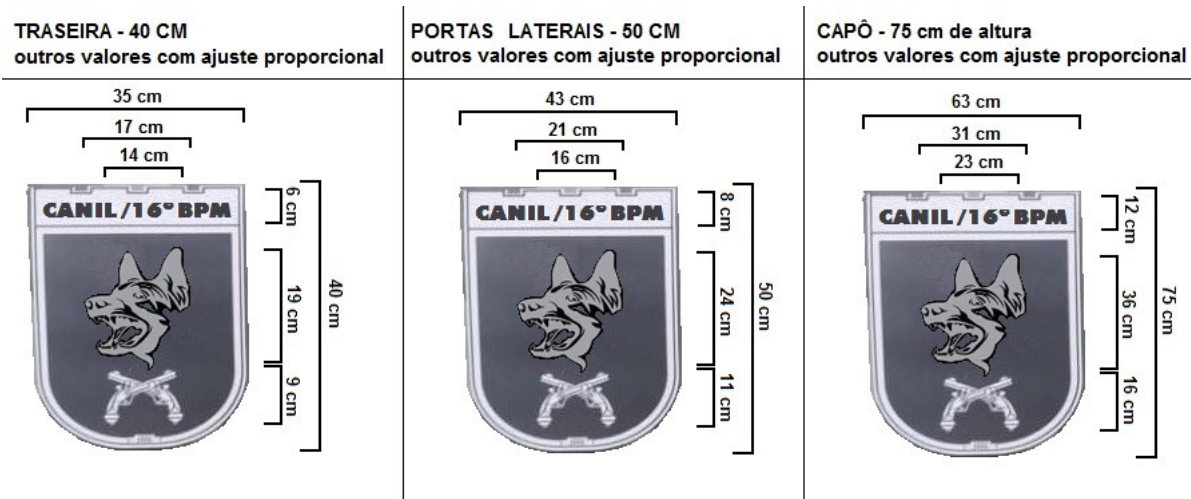 TRASEIRA - 40 CM
outros valores com ajuste proporcional
35 cm
17 cm
14 cm
CANIL/16º BPM
6 cm
19 cm
9 cm
40 cm
PORTAS LATERAIS - 50 CM
outros valores com ajuste proporcional
43 cm
21 cm
16 cm
CANIL/16º BPM
8 cm
24 cm
11 cm
50 cm
CAPÔ - 75 cm de altura
outros valores com ajuste proporcional
63 cm
31 cm
23 cm
CANIL/16º BPM
12 cm
36 cm
16 cm
75 cm